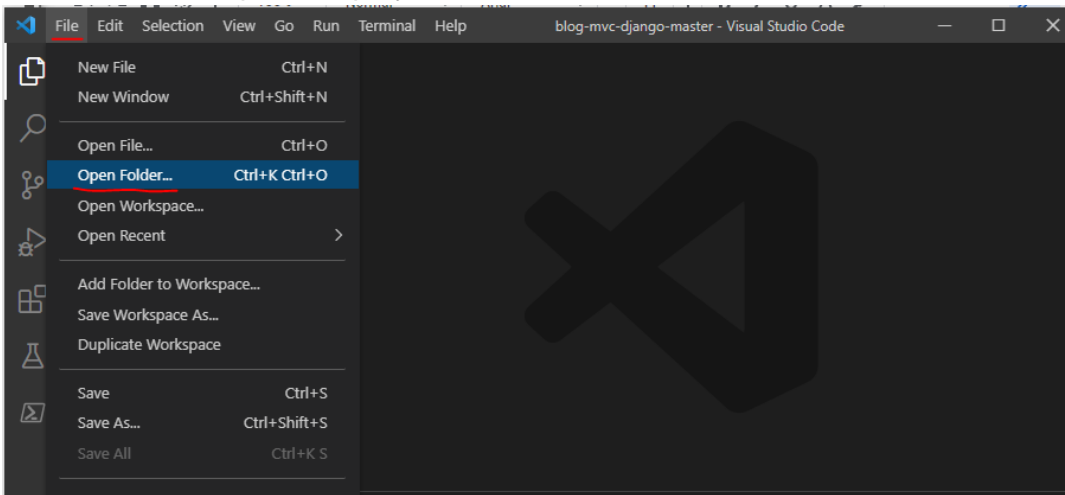 File Edit Selection View Go Run Terminal Help blog-mvc-django-master - Visual Studio Code
New File Ctrl+N
New Window Ctrl+Shift+N
Open File... Ctrl+O
Open Folder... Ctrl+K Ctrl+O
Open Workspace...
Open Recent
Add Folder to Workspace...
Save Workspace As...
Duplicate Workspace
Save Ctrl+S
Save As... Ctrl+Shift+S
Save All Ctrl+K S